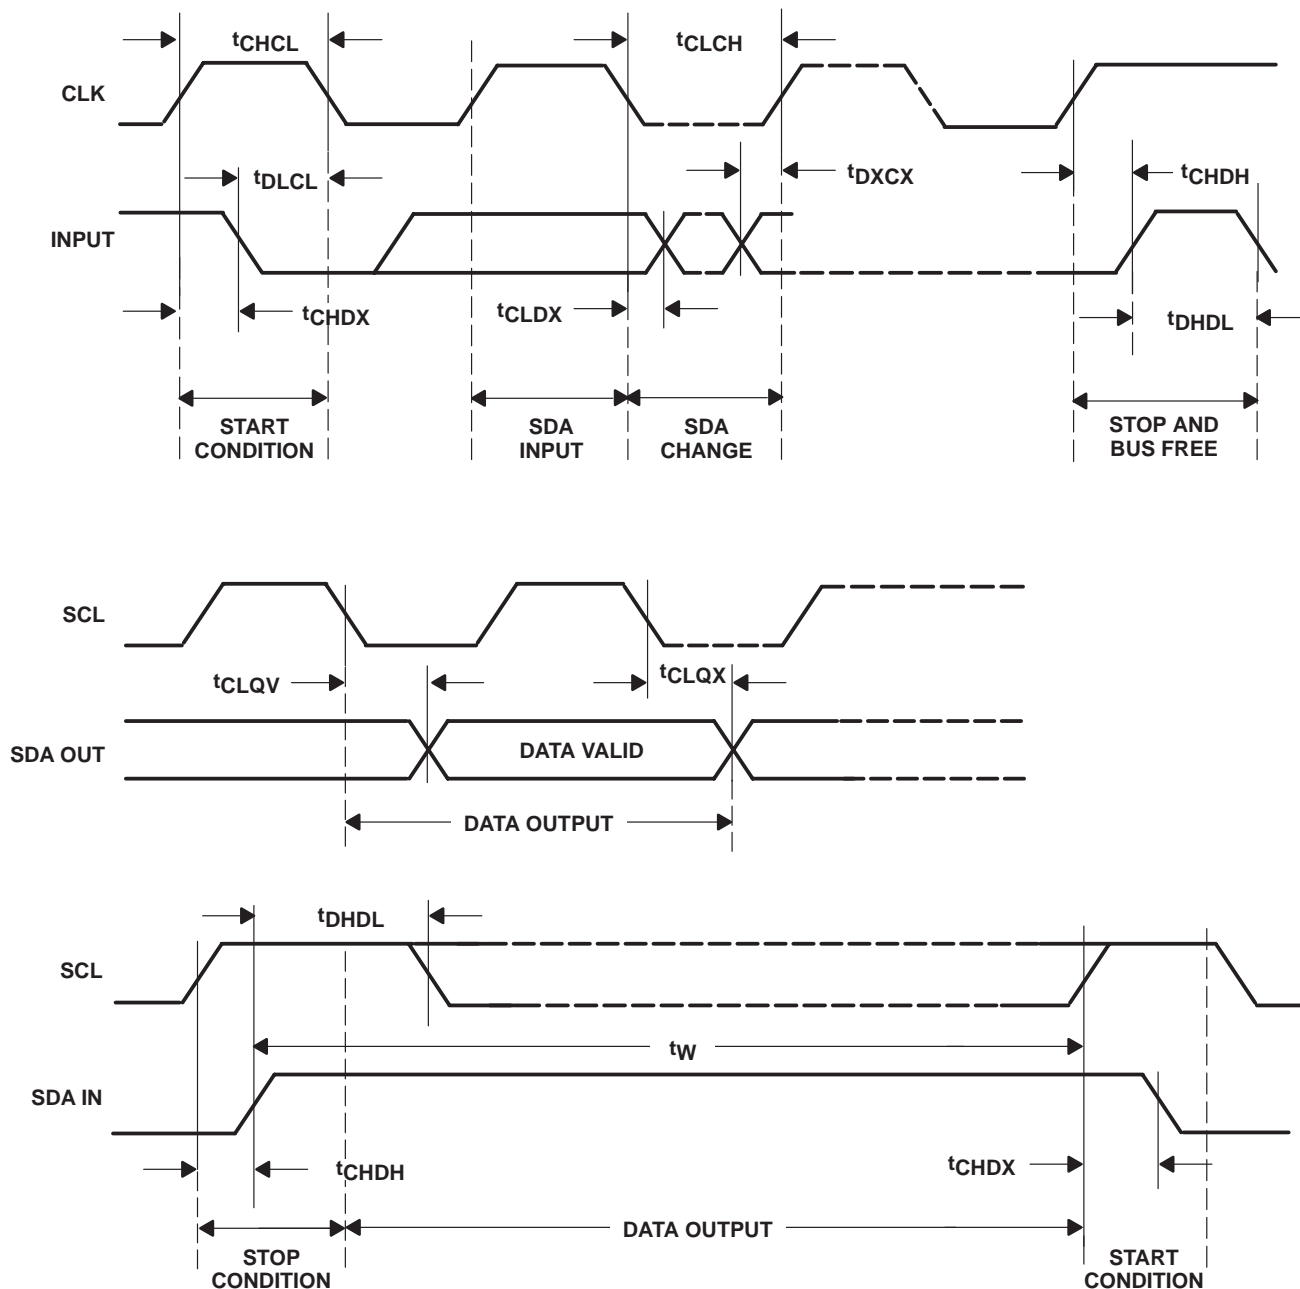 tCHCL
tCLCH
CLK
tDLCL
tDXCX
tCHDH
INPUT
tCHDX
tCLDX
tDHDL
START
CONDITION
SDA
INPUT
SDA
CHANGE
STOP AND
BUS FREE
SCL
tCLQV
tCLQX
SDA OUT
DATA VALID
DATA OUTPUT
tDHDL
SCL
tW
SDA IN
tCHDH
tCHDX
DATA OUTPUT
STOP
CONDITION
START
CONDITION